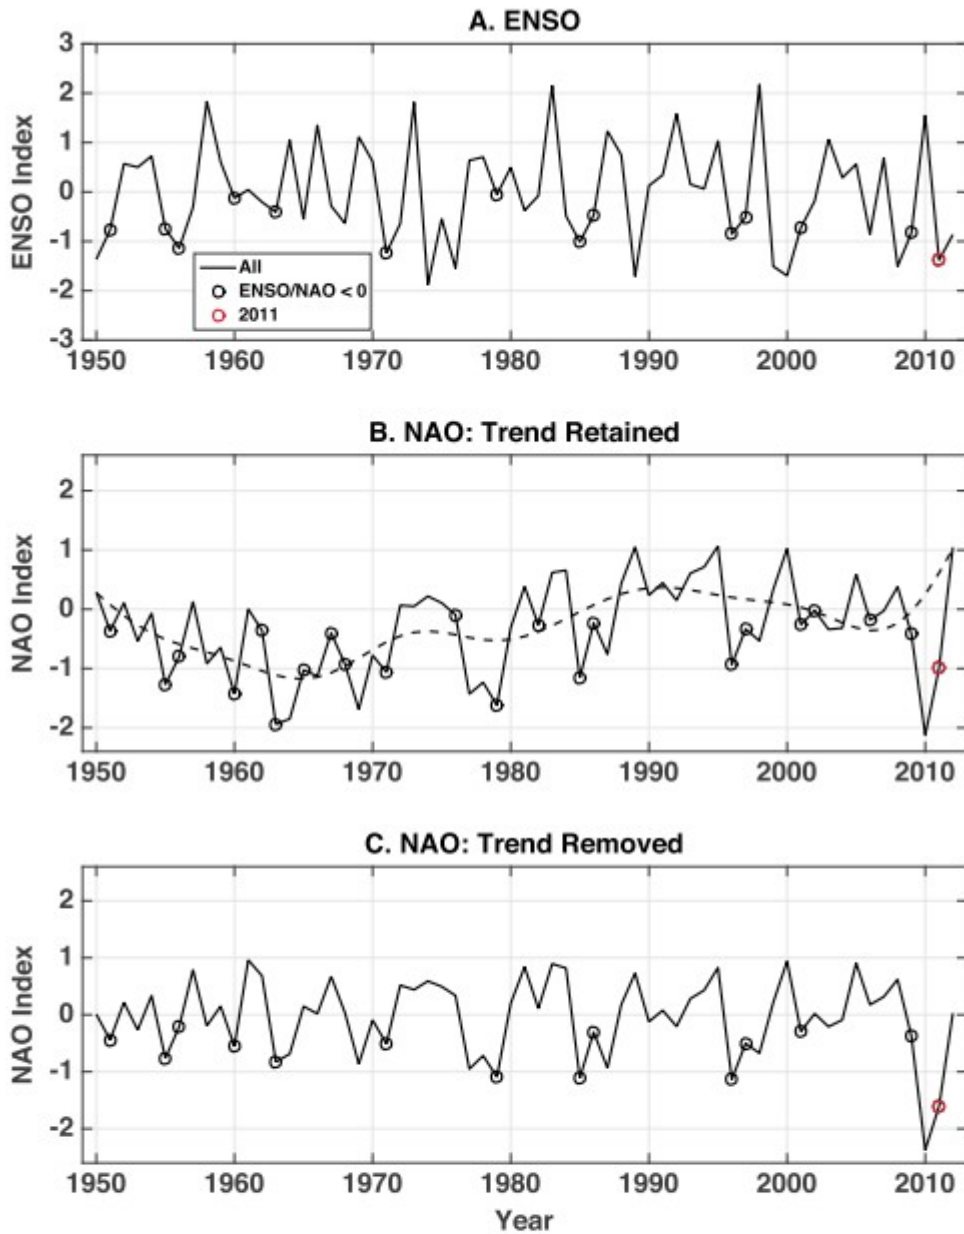 A. ENSO
3
2
1
0
-1
-2
-3
ENSO Index
All
ENSO/NAO < 0
2011
1950 1960 1970 1980 1990 2000 2010
B. NAO: Trend Retained
2
1
0
-1
-2
NAO Index
1950 1960 1970 1980 1990 2000 2010
C. NAO: Trend Removed
2
1
0
-1
-2
NAO Index
1950 1960 1970 1980 1990 2000 2010
Year